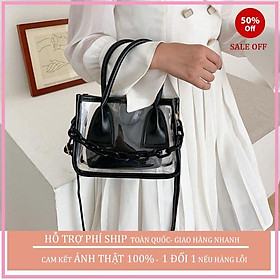 50%
Off
SALE OFF
HỖ TRỢ PHÍ SHIP TOÀN QUỐC- GIAO HÀNG NHANH
CAM KẾT ẢNH THẬT 100% - 1 ĐỔI 1 NẾU HÀNG LỖI